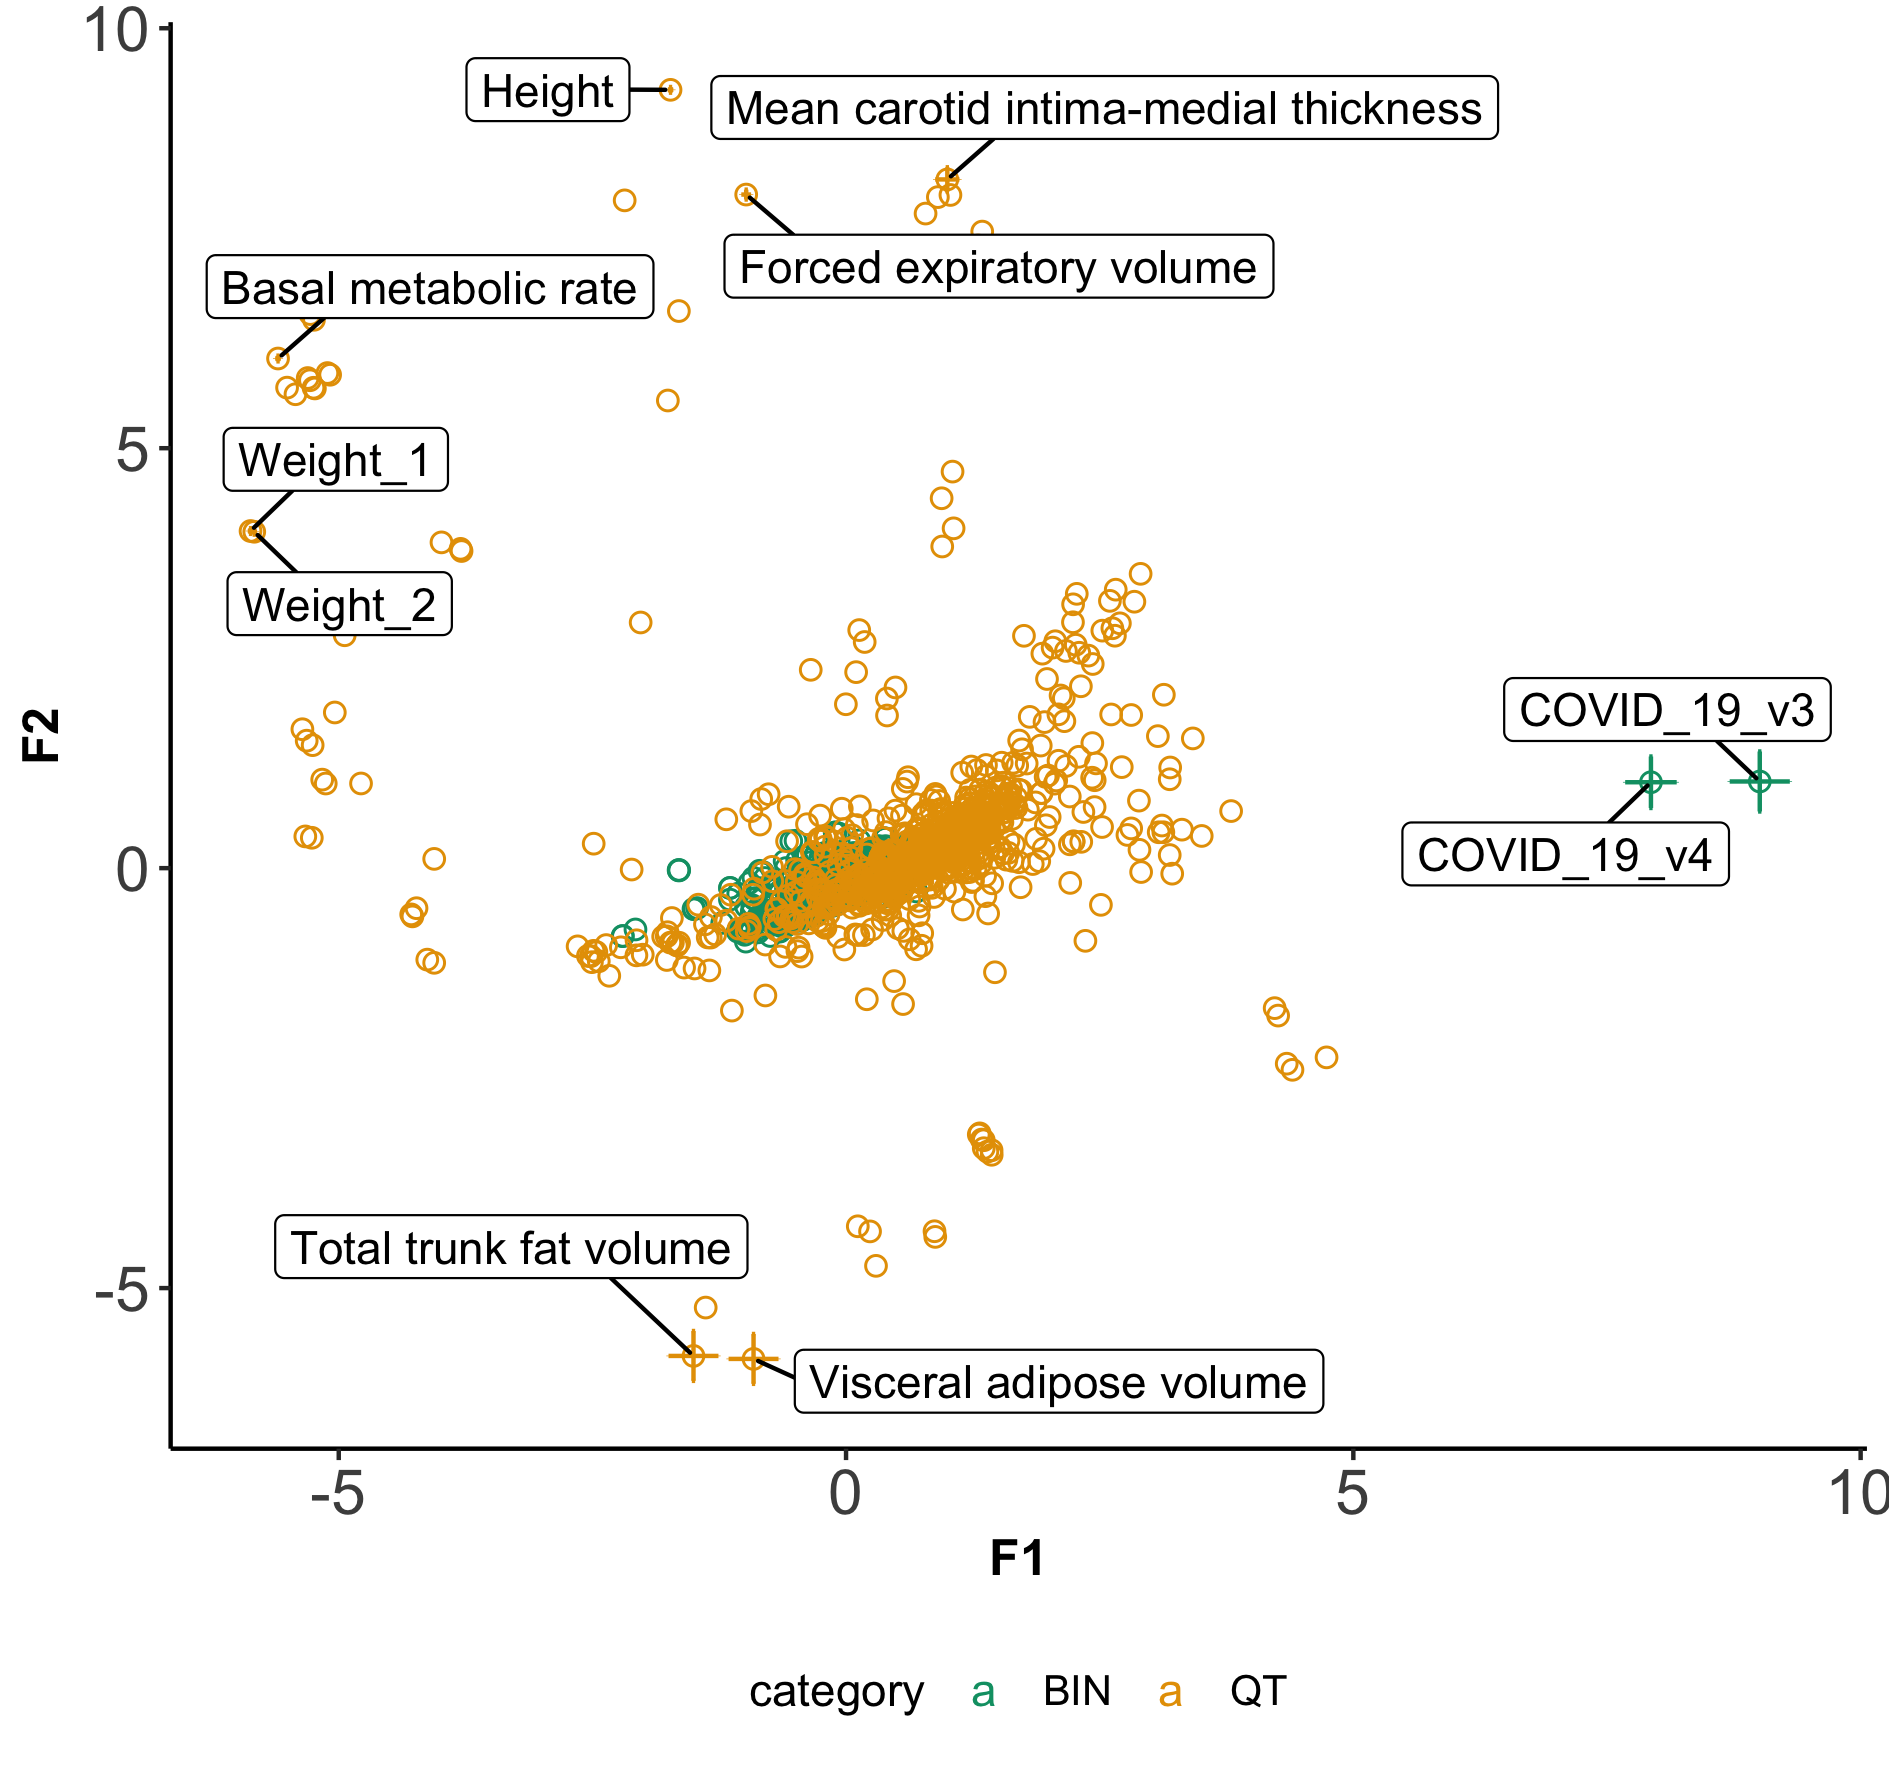 10
Height
Mean carotid intima-medial thickness
Forced expiratory volume
Basal metabolic rate
5
Weight_1
Weight_2
F2
COVID_19_v3
COVID_19_v4
0
Total trunk fat volume
-5
Visceral adipose volume
-5 0 5 10
F1
category a BIN a QT